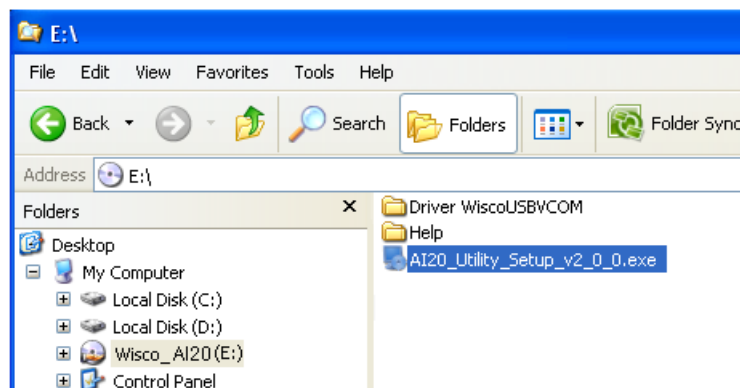 E:\
File Edit View Favorites Tools Help
Back Search Folders Folder Sync
Address E:\
Folders X
Desktop
My Computer
Local Disk (C:)
Local Disk (D:)
Wisco_AI20(E:)
Control Panel
Driver WiscoUSBVCOM
Help
AI20_Utility_Setup_v2_0_0.exe